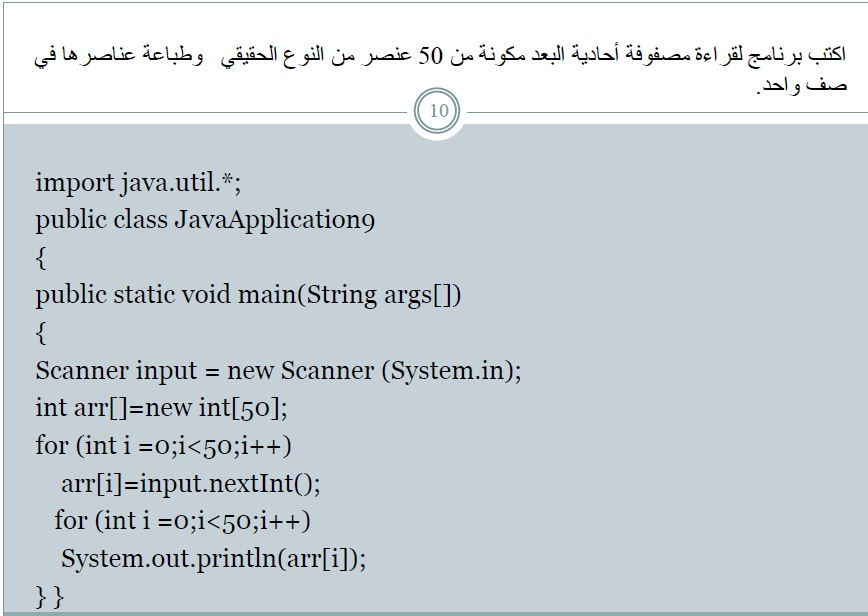 اكتب برنامج لقراءة مصفوفة أحادية البعد مكونة من 50 عنصر من النوع الحقيقي وطباعة عناصرها في
صف واحد.
10
import java.util.*;
public class JavaApplication9
{
public static void main(String args[])
{
Scanner input = new Scanner (System.in);
int arr[]=new int[50];
for (int i =0;i<50;i++)
arr[i]=input.nextInt();
for (int i =0;i<50;i++)
System.out.println(arr[i]);
} }